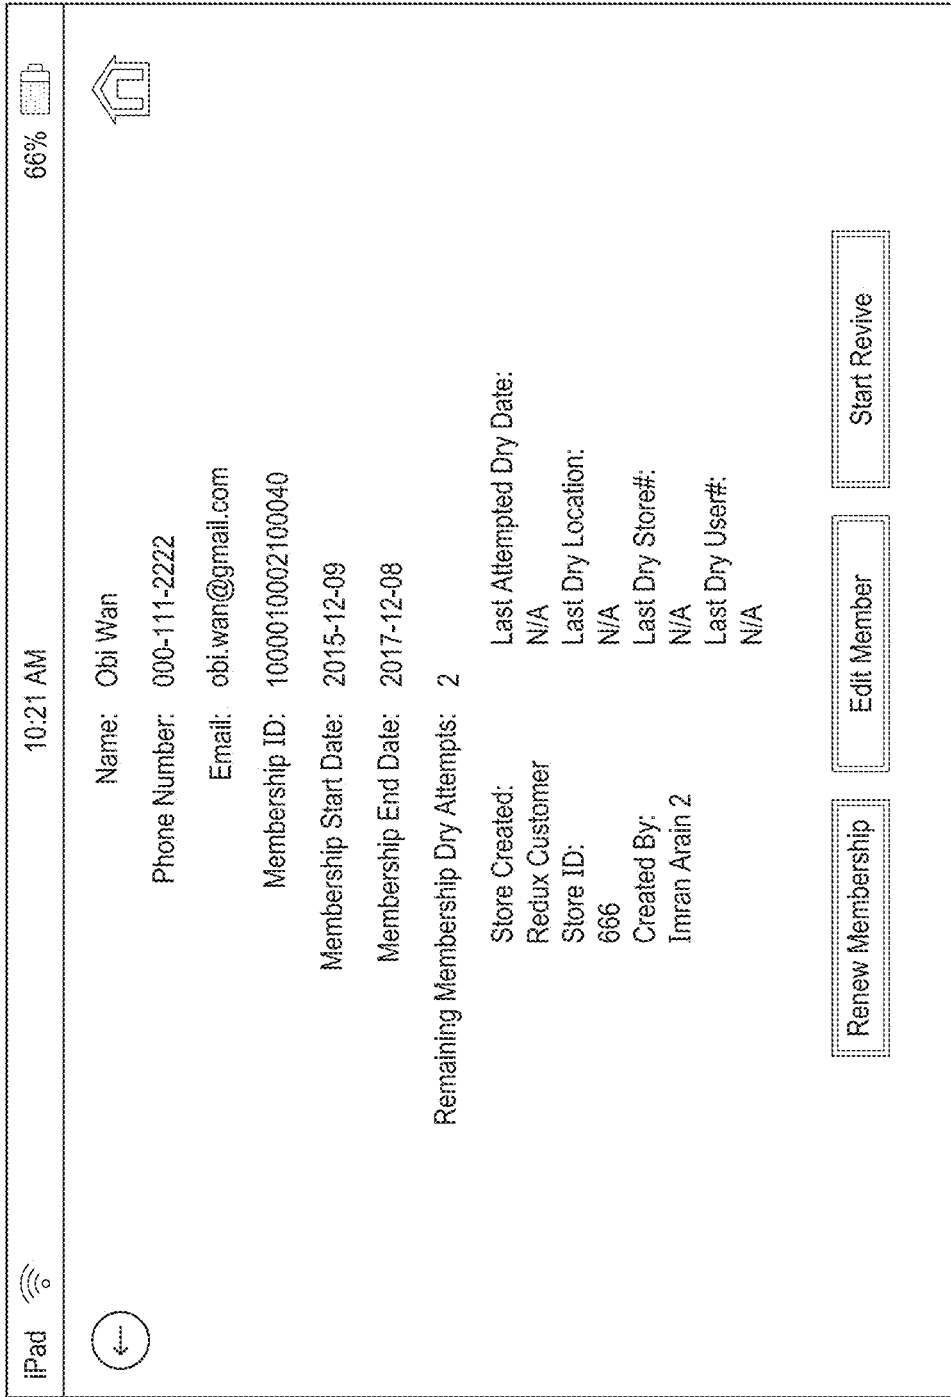 iPad 10:21 AM 66%
Name: Obi Wan
Phone Number: 000-111-2222
Email: obi.wan@gmail.com
Membership ID: 1000010002100040
Membership Start Date: 2015-12-09
Membership End Date: 2017-12-08
Remaining Membership Dry Attempts: 2
Store Created:
Redux Customer
Store ID:
666
Created By:
Imran Arain 2
Last Attempted Dry Date:
N/A
Last Dry Location:
N/A
Last Dry Store#:
N/A
Last Dry User#:
N/A
Renew Membership
Edit Member
Start Revive